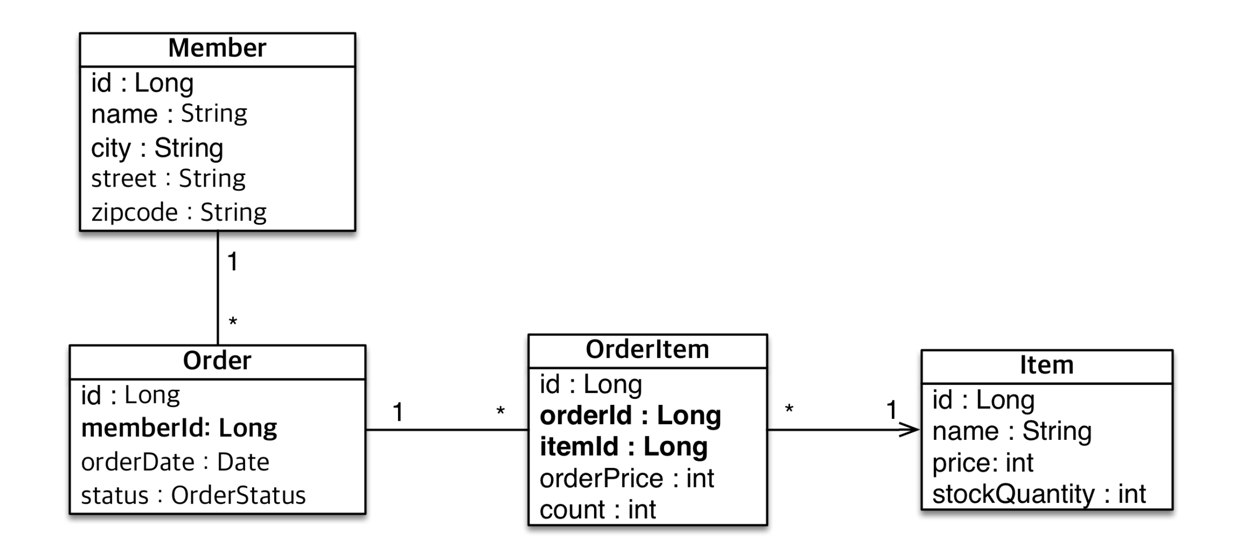 Member
id : Long
name : String
city : String
street : String
zipcode : String
1
*
Order
id : Long
memberId: Long
orderDate : Date
status : OrderStatus
1
*
OrderItem
id : Long
orderId : Long
itemId : Long
orderPrice : int
count : int
*
1
Item
id : Long
name : String
price: int
stockQuantity : int